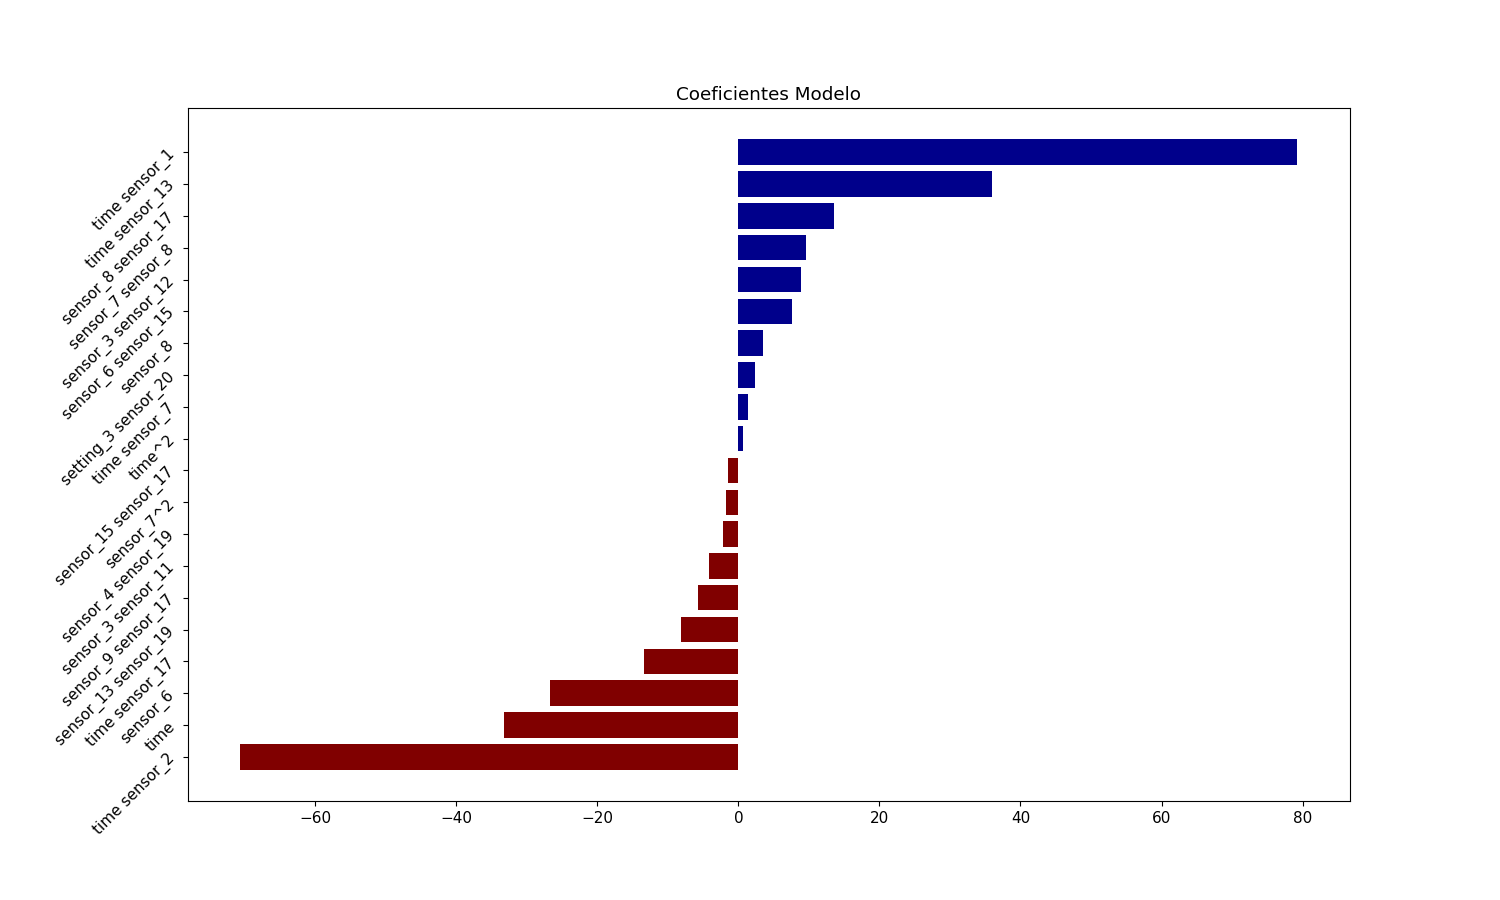 Coeficientes Modelo
time sensor_1
time sensor_13
sensor_8 sensor_17
sensor_7 sensor_8
sensor_3 sensor_12
sensor_6 sensor_15
sensor_8
setting_3 sensor_20
time sensor_7
time^2
sensor_15 sensor_17
sensor_7^2
sensor_4 sensor_19
sensor_3 sensor_11
sensor_9 sensor_17
sensor_13 sensor_19
time sensor_17
sensor_6
time
time sensor_2
−60 −40 −20 0 20 40 60 80